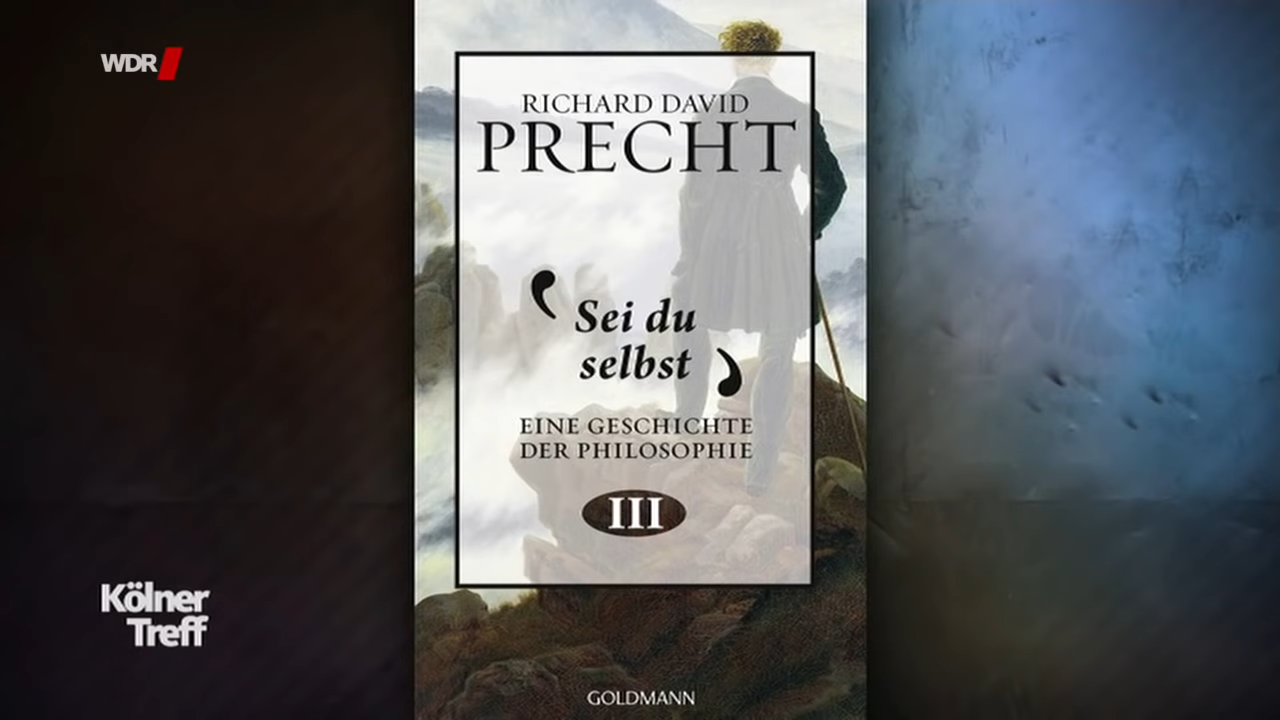 WDR
RICHARD DAVID
PRECHT
‘Sei du
selbst’
EINE GESCHICHTE
DER PHILOSOPHIE
III
Kölner
Treff
GOLDMANN